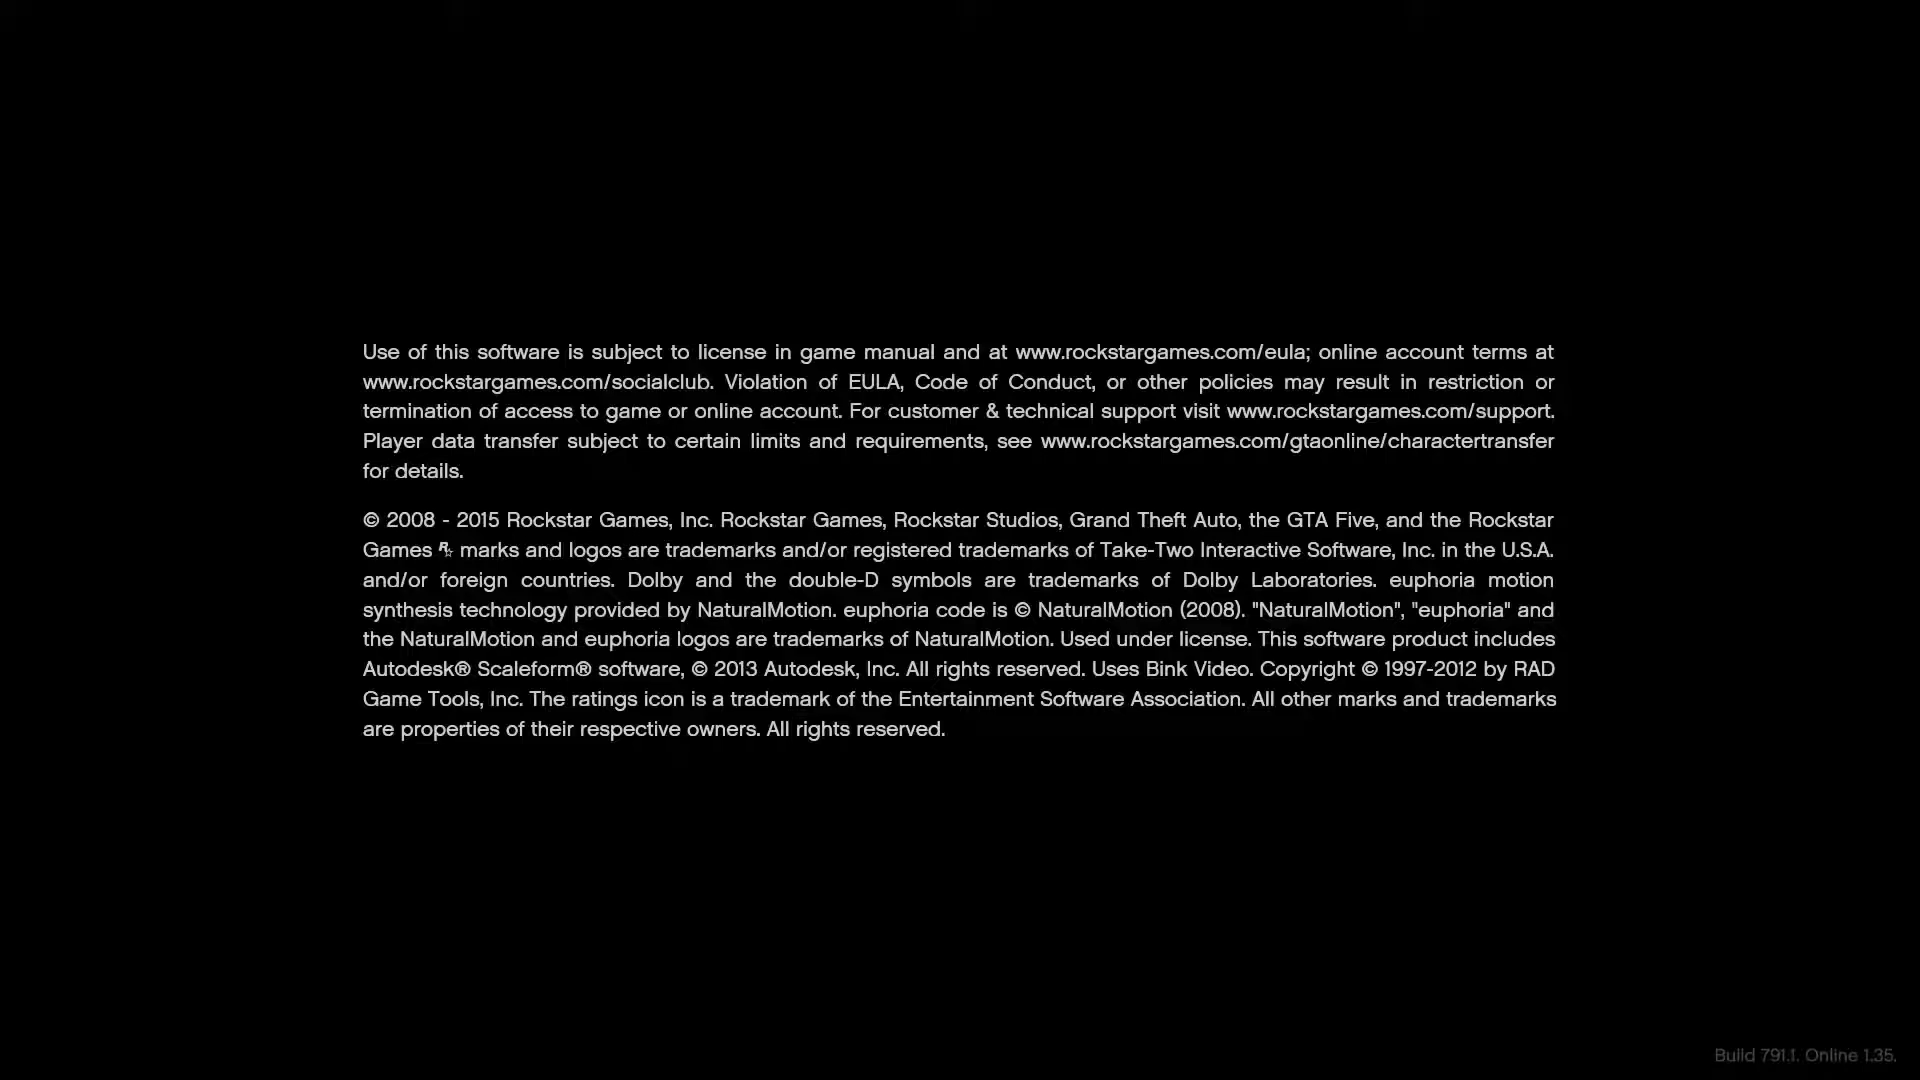 Use of this software is subject to license in game manual and at www.rockstargames.com/eula; online account terms at
www.rockstargames.com/socialclub. Violation of EULA, Code of Conduct, or other policies may result in restriction or
termination of access to game or online account. For customer & technical support visit www.rockstargames.com/support.
Player data transfer subject to certain limits and requirements, see www.rockstargames.com/gtaonline/charactertransfer
for details.
© 2008 - 2015 Rockstar Games, Inc. Rockstar Games, Rockstar Studios, Grand Theft Auto, the GTA Five, and the Rockstar
Games R* marks and logos are trademarks and/or registered trademarks of Take-Two Interactive Software, Inc. in the U.S.A.
and/or foreign countries. Dolby and the double-D symbols are trademarks of Dolby Laboratories. euphoria motion
synthesis technology provided by NaturalMotion. euphoria code is © NaturalMotion (2008). "NaturalMotion", "euphoria" and
the NaturalMotion and euphoria logos are trademarks of NaturalMotion. Used under license. This software product includes
Autodesk® Scaleform® software, © 2013 Autodesk, Inc. All rights reserved. Uses Bink Video. Copyright © 1997-2012 by RAD
Game Tools, Inc. The ratings icon is a trademark of the Entertainment Software Association. All other marks and trademarks
are properties of their respective owners. All rights reserved.
Build 791.1. Online 1.35.